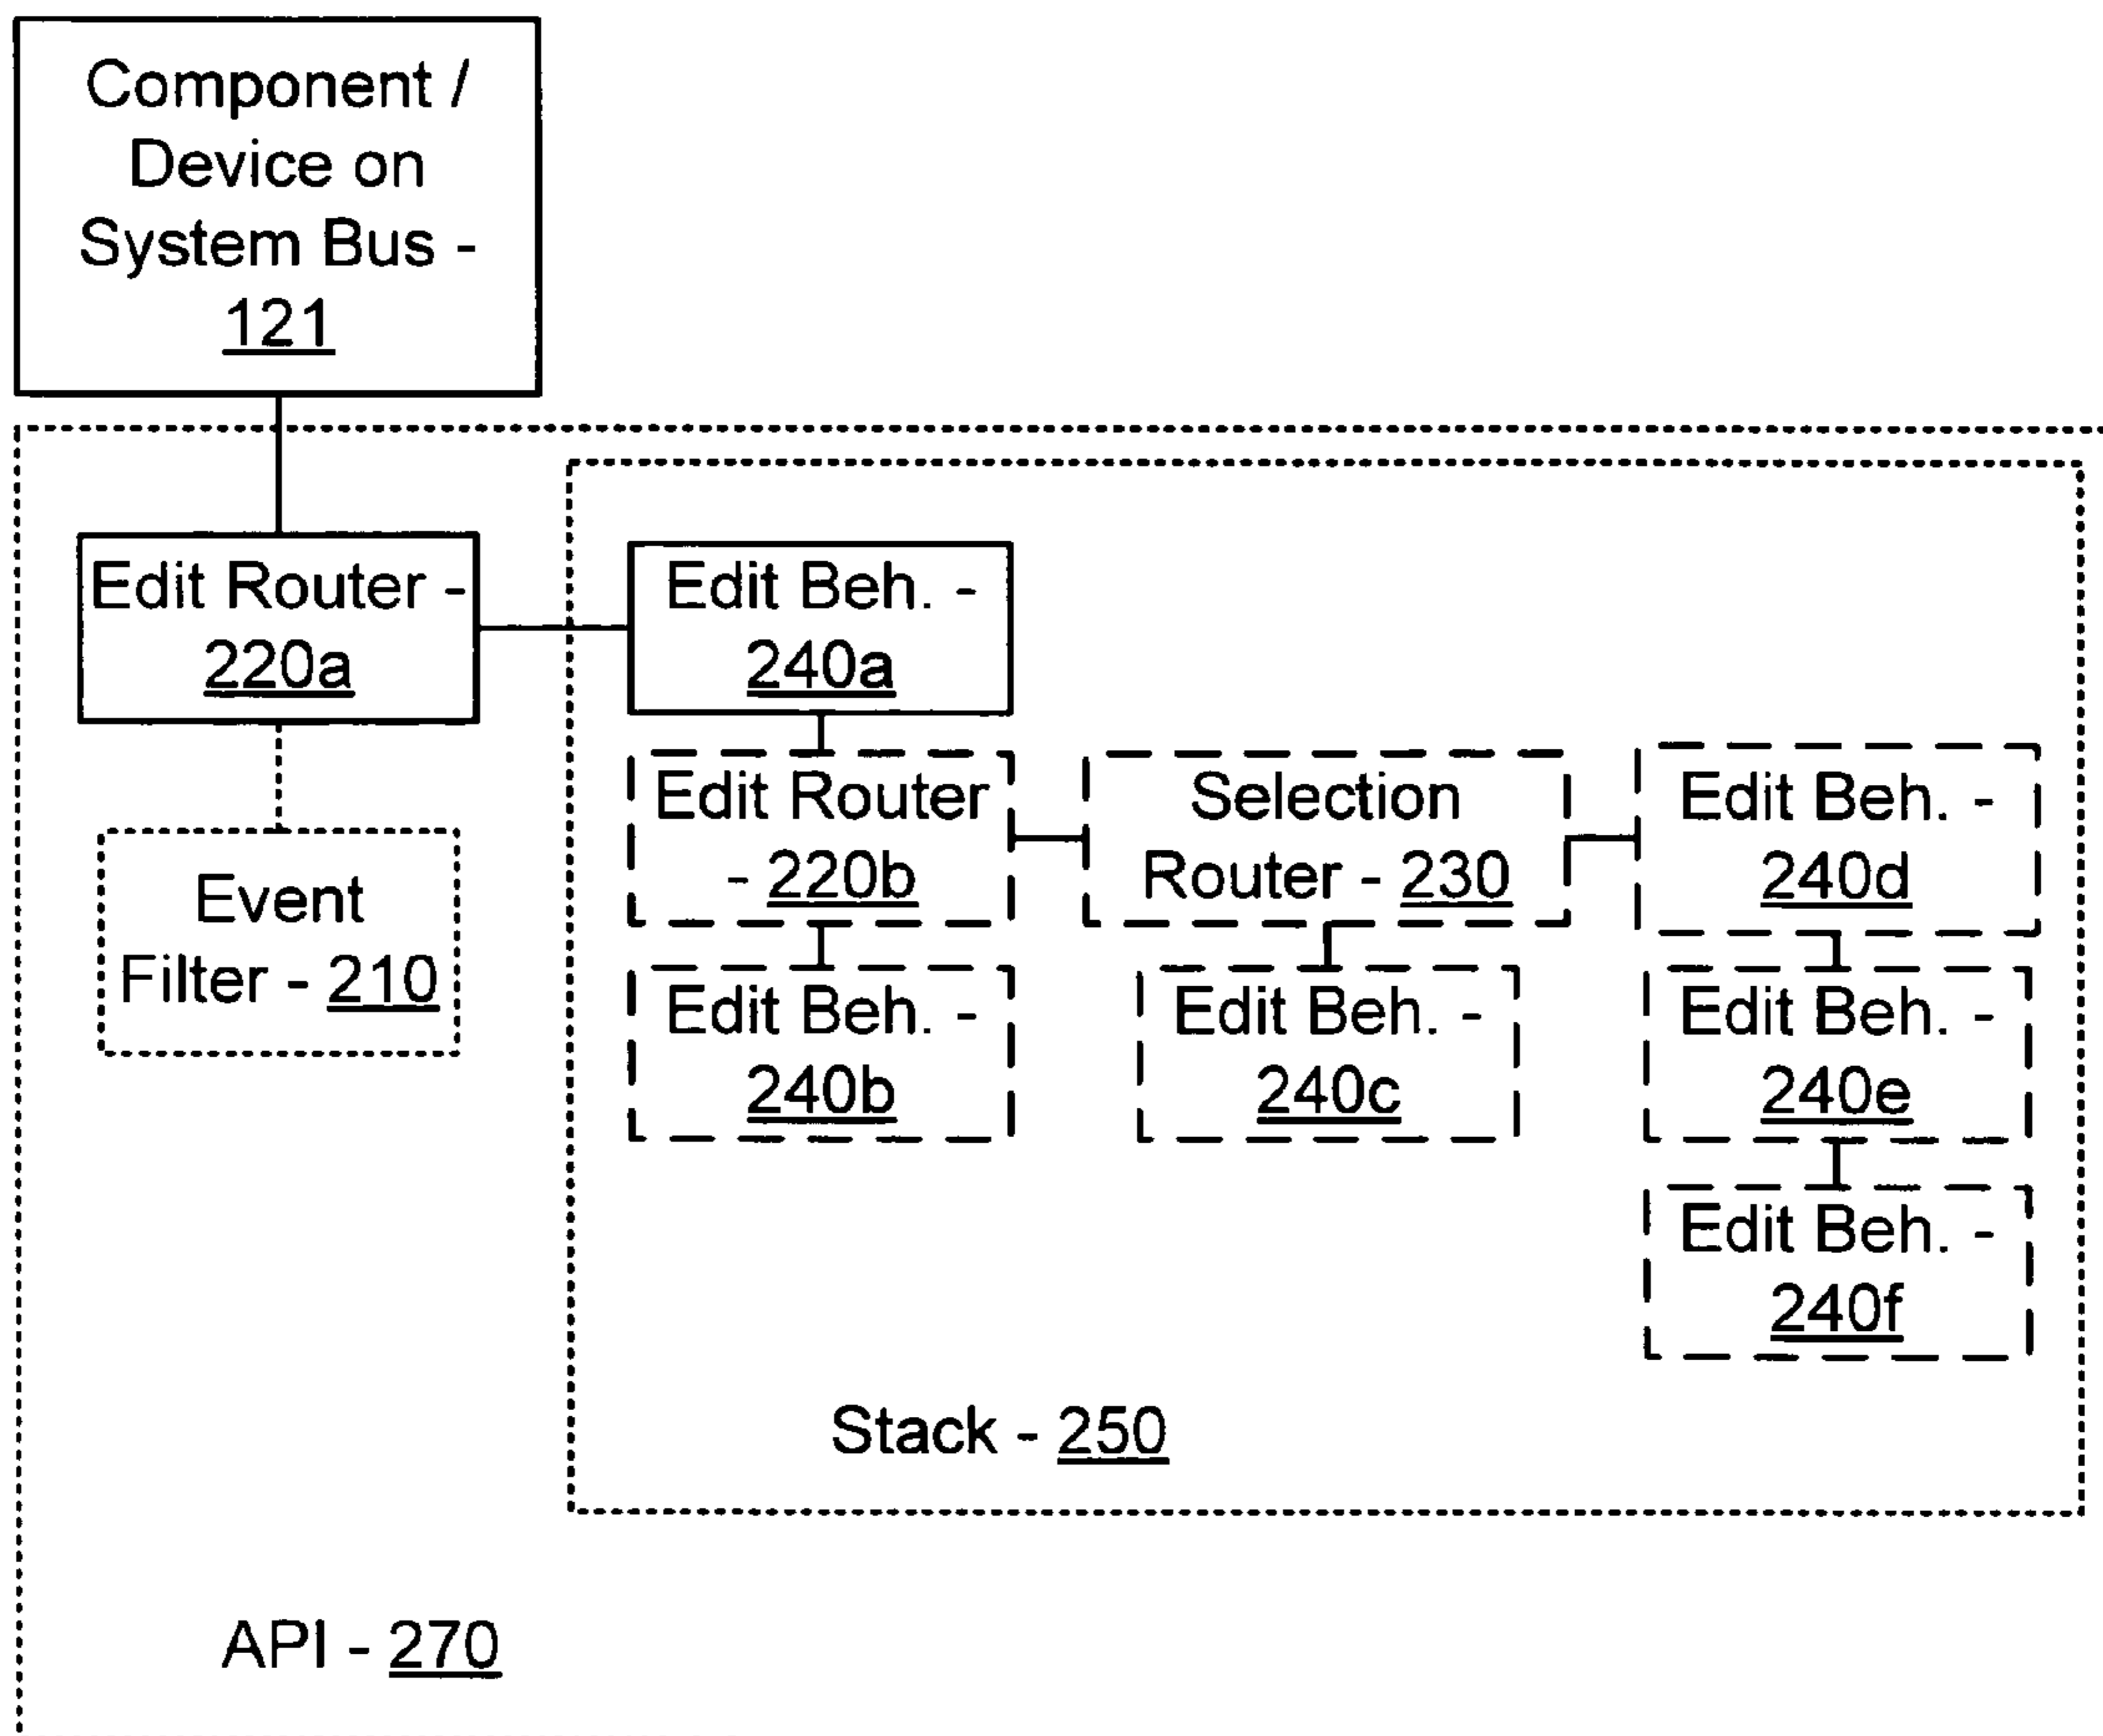 Component /
Device on
System Bus -
121
Edit Router -
220a
Event
Filter - 210
Edit Beh. -
240a
Edit Router
- 220b
Edit Beh. -
240b
Selection
Router - 230
Edit Beh. -
240c
Edit Beh. -
240d
Edit Beh. -
240e
Edit Beh. -
240f
Stack - 250
API - 270